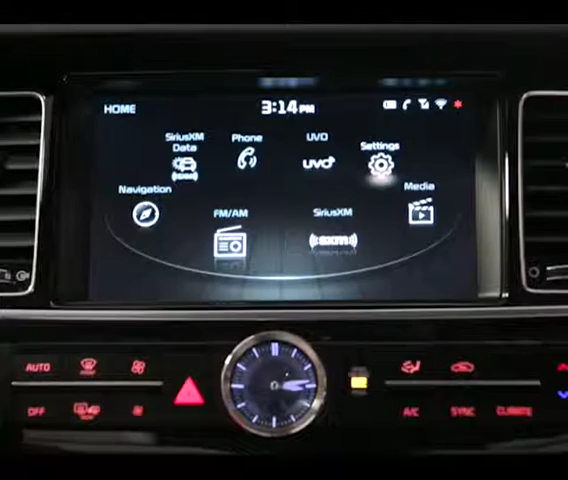 HOME
3:14 PM
SiriusXM
Data
Phone
UVO
Settings
UVO
Navigation
Media
FM/AM
SiriusXM
((SXM))
AUTO
OFF
A/C
SYNC
CLIMATE